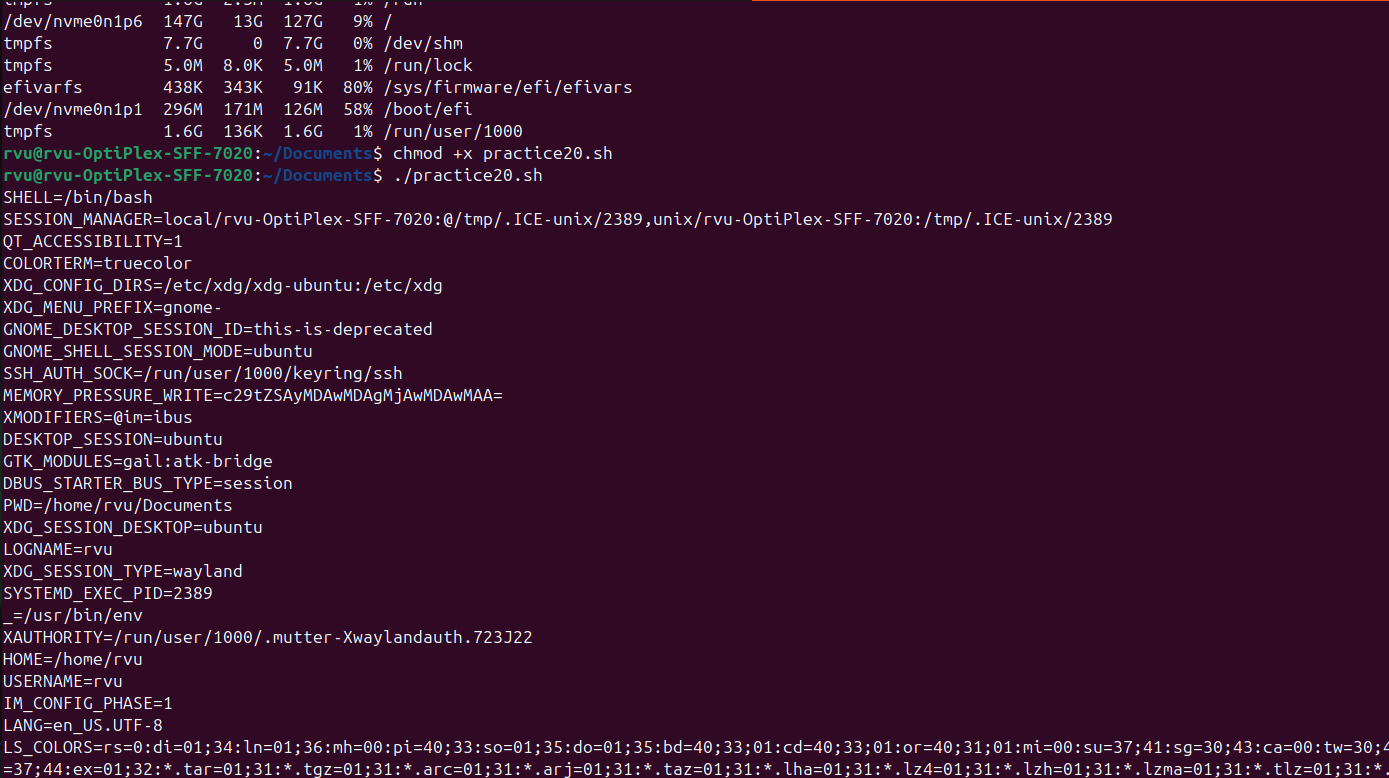 tmpfs 1.6G 2.3M 1.6G 1% /run
/dev/nvme0n1p6  147G   13G  127G   9% /
tmpfs           7.7G     0  7.7G   0% /dev/shm
tmpfs           5.0M  8.0K  5.0M   1% /run/lock
efivarfs        438K  343K   91K  80% /sys/firmware/efi/efivars
/dev/nvme0n1p1  296M  171M  126M  58% /boot/efi
tmpfs           1.6G  136K  1.6G   1% /run/user/1000
rvu@rvu-OptiPlex-SFF-7020:~/Documents$ chmod +x practice20.sh
rvu@rvu-OptiPlex-SFF-7020:~/Documents$ ./practice20.sh
SHELL=/bin/bash
SESSION_MANAGER=local/rvu-OptiPlex-SFF-7020:@/tmp/.ICE-unix/2389,unix/rvu-OptiPlex-SFF-7020:/tmp/.ICE-unix/2389
QT_ACCESSIBILITY=1
COLORTERM=truecolor
XDG_CONFIG_DIRS=/etc/xdg/xdg-ubuntu:/etc/xdg
XDG_MENU_PREFIX=gnome-
GNOME_DESKTOP_SESSION_ID=this-is-deprecated
GNOME_SHELL_SESSION_MODE=ubuntu
SSH_AUTH_SOCK=/run/user/1000/keyring/ssh
MEMORY_PRESSURE_WRITE=c29tZSAyMDAwMDAgMjAwMDAwMAA=
XMODIFIERS=@im=ibus
DESKTOP_SESSION=ubuntu
GTK_MODULES=gail:atk-bridge
DBUS_STARTER_BUS_TYPE=session
PWD=/home/rvu/Documents
XDG_SESSION_DESKTOP=ubuntu
LOGNAME=rvu
XDG_SESSION_TYPE=wayland
SYSTEMD_EXEC_PID=2389
_=/usr/bin/env
XAUTHORITY=/run/user/1000/.mutter-Xwaylandauth.723J22
HOME=/home/rvu
USERNAME=rvu
IM_CONFIG_PHASE=1
LANG=en_US.UTF-8
LS_COLORS=rs=0:di=01;34:ln=01;36:mh=00:pi=40;33:so=01;35:do=01;35:bd=40;33;01:cd=40;33;01:or=40;31;01:mi=00:su=37;41:sg=30;43:ca=00:tw=30;4
=37;44:ex=01;32:*.tar=01;31:*.tgz=01;31:*.arc=01;31:*.arj=01;31:*.taz=01;31:*.lha=01;31:*.lz4=01;31:*.lzh=01;31:*.lzma=01;31:*.tlz=01;31:*